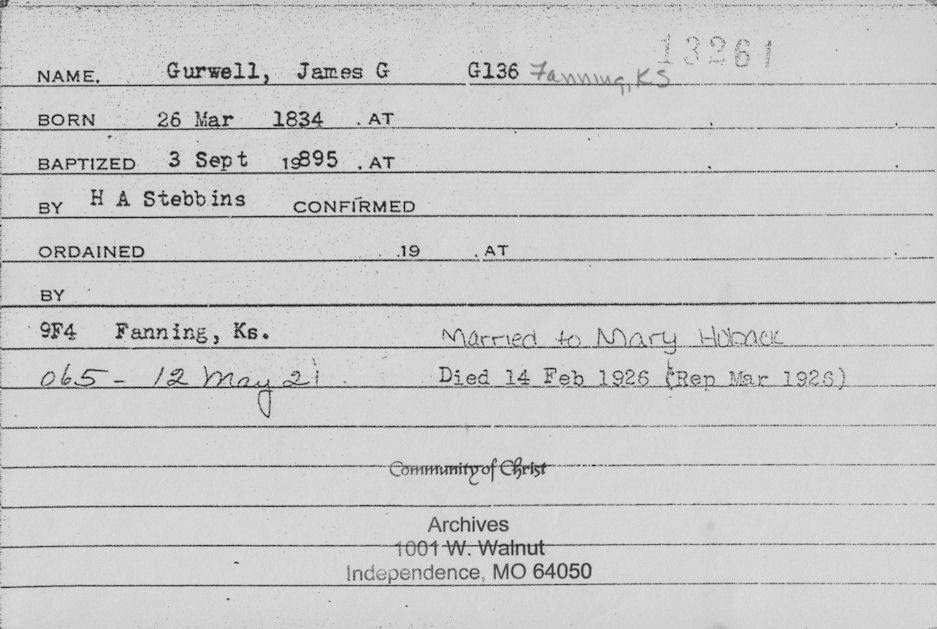 13261
NAME. Gurwell, James G G136 Fanning, KS
BORN 26 Mar 1834 . AT
BAPTIZED 3 Sept 19895 . AT
BY H A Stebbins CONFIRMED
ORDAINED .19 . AT
BY
9F4 Fanning, Ks. Married to Mary
065 - 12 May 21 Died 14 Feb 1926 (Rep Mar 1926)
Community of Christ
Archives
1001 W. Walnut
Independence, MO 64050